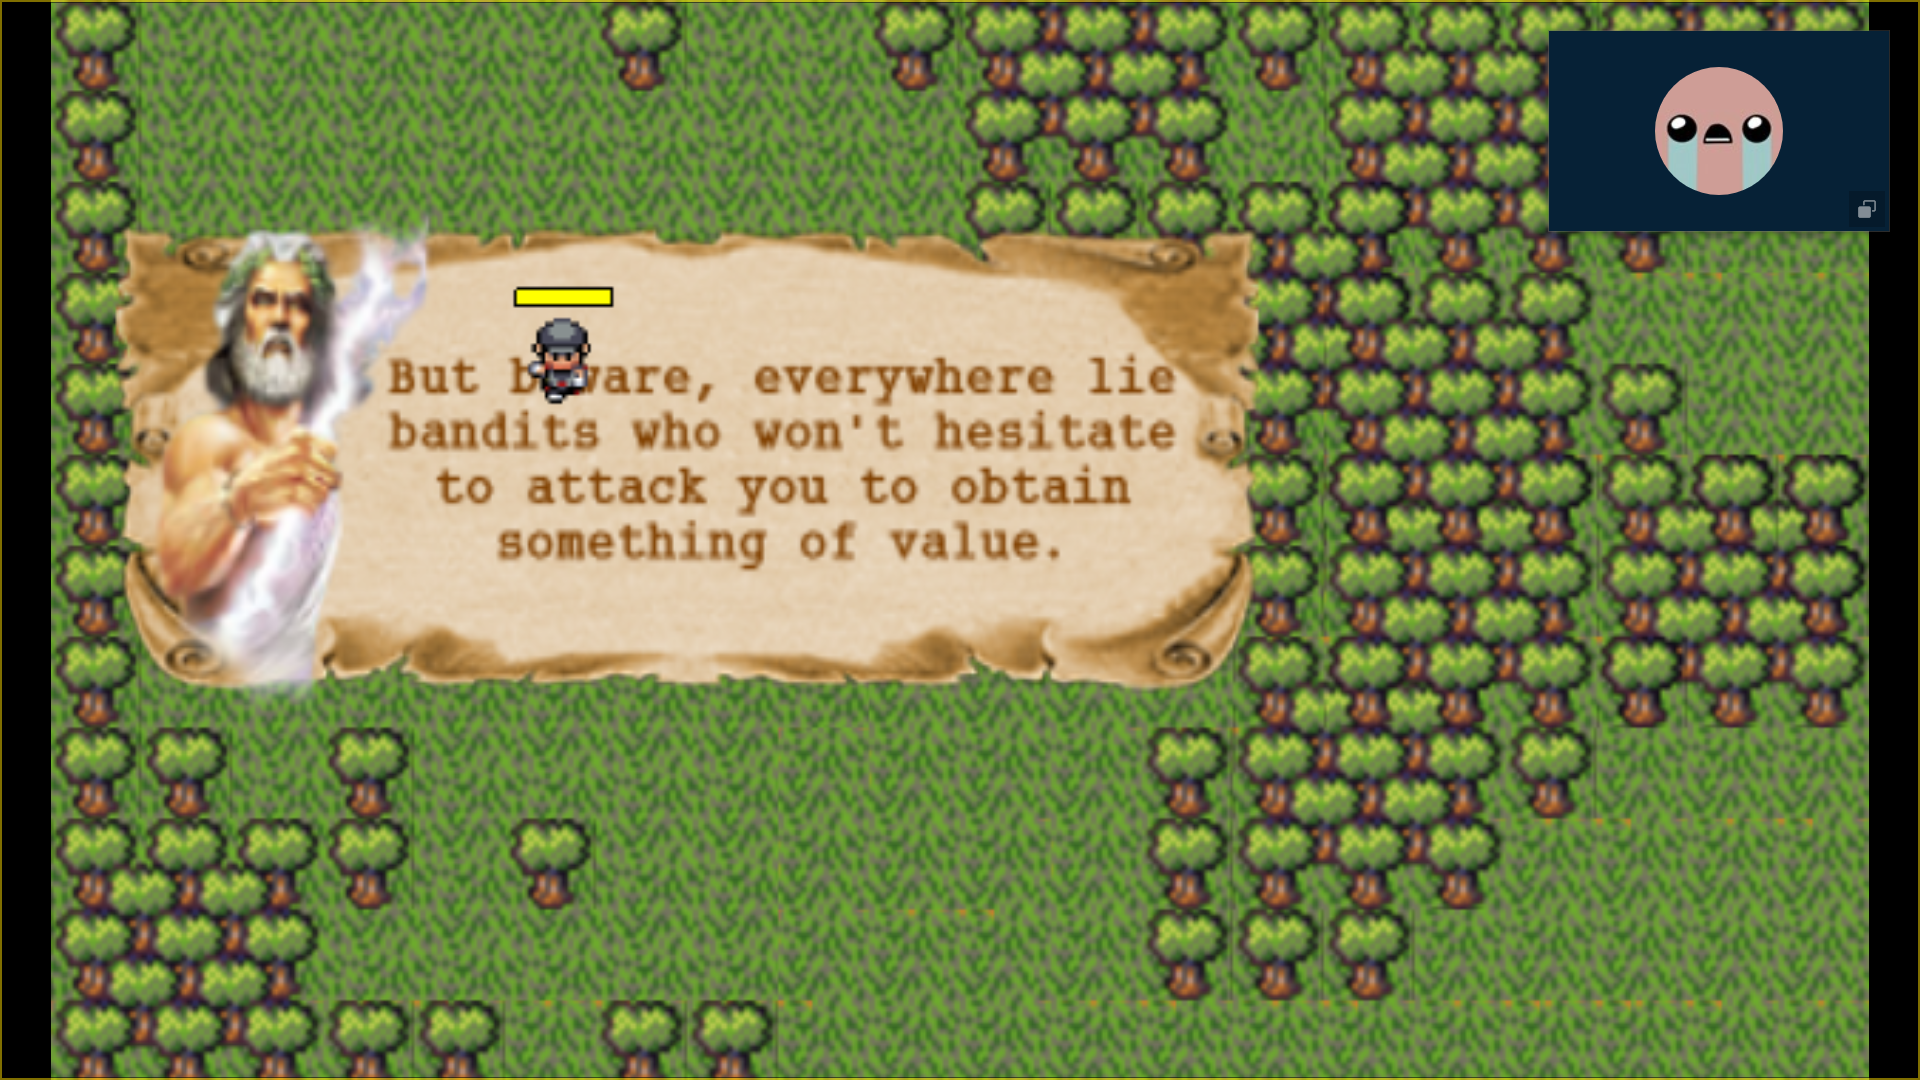 But beware, everywhere lie
bandits who won't hesitate
to attack you to obtain
something of value.